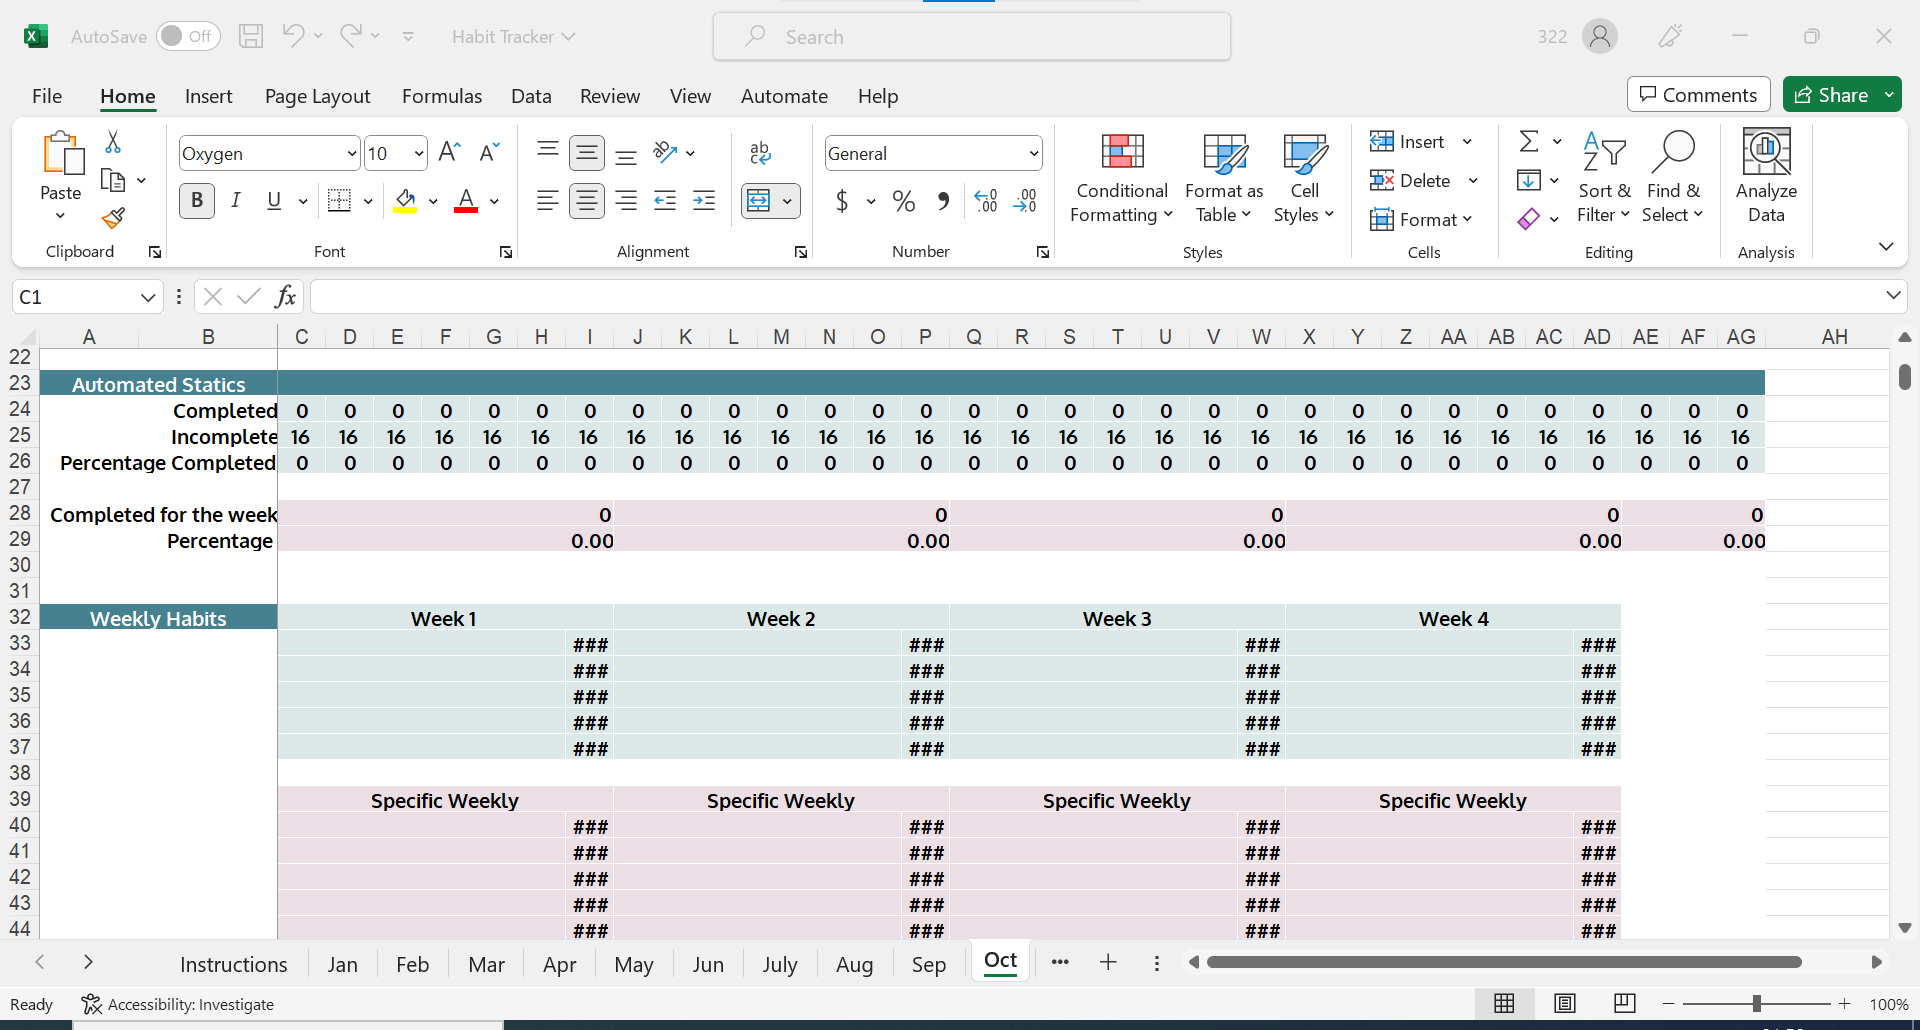 AutoSave Off Habit Tracker Search 322
File Home Insert Page Layout Formulas Data Review View Automate Help Comments Share
Paste
Clipboard
Oxygen 10 A A
B I U A
Font
ab
ab c
Alignment
General
$ % , .00 .00
Number
Conditional Formatting
Format as Table
Cell Styles
Styles
Insert
Delete
Format
Cells
Σ
Sort & Filter
Find & Select
Editing
Analyze Data
Analysis
C1 fx
A B C D E F G H I J K L M N O P Q R S T U V W X Y Z AA AB AC AD AE AF AG AH
22
23 Automated Statics
24 Completed 0 0 0 0 0 0 0 0 0 0 0 0 0 0 0 0 0 0 0 0 0 0 0 0 0 0 0 0 0 0 0
25 Incomplete 16 16 16 16 16 16 16 16 16 16 16 16 16 16 16 16 16 16 16 16 16 16 16 16 16 16 16 16 16 16 16
26 Percentage Completed 0 0 0 0 0 0 0 0 0 0 0 0 0 0 0 0 0 0 0 0 0 0 0 0 0 0 0 0 0 0 0
27
28 Completed for the week 0 0 0 0 0
29 Percentage 0.00 0.00 0.00 0.00 0.00
30
31
32 Weekly Habits Week 1 Week 2 Week 3 Week 4
33 ### ### ### ###
34 ### ### ### ###
35 ### ### ### ###
36 ### ### ### ###
37 ### ### ### ###
38
39 Specific Weekly Specific Weekly Specific Weekly Specific Weekly
40 ### ### ### ###
41 ### ### ### ###
42 ### ### ### ###
43 ### ### ### ###
44 ### ### ### ###
Instructions Jan Feb Mar Apr May Jun July Aug Sep Oct
Ready Accessibility: Investigate 100%